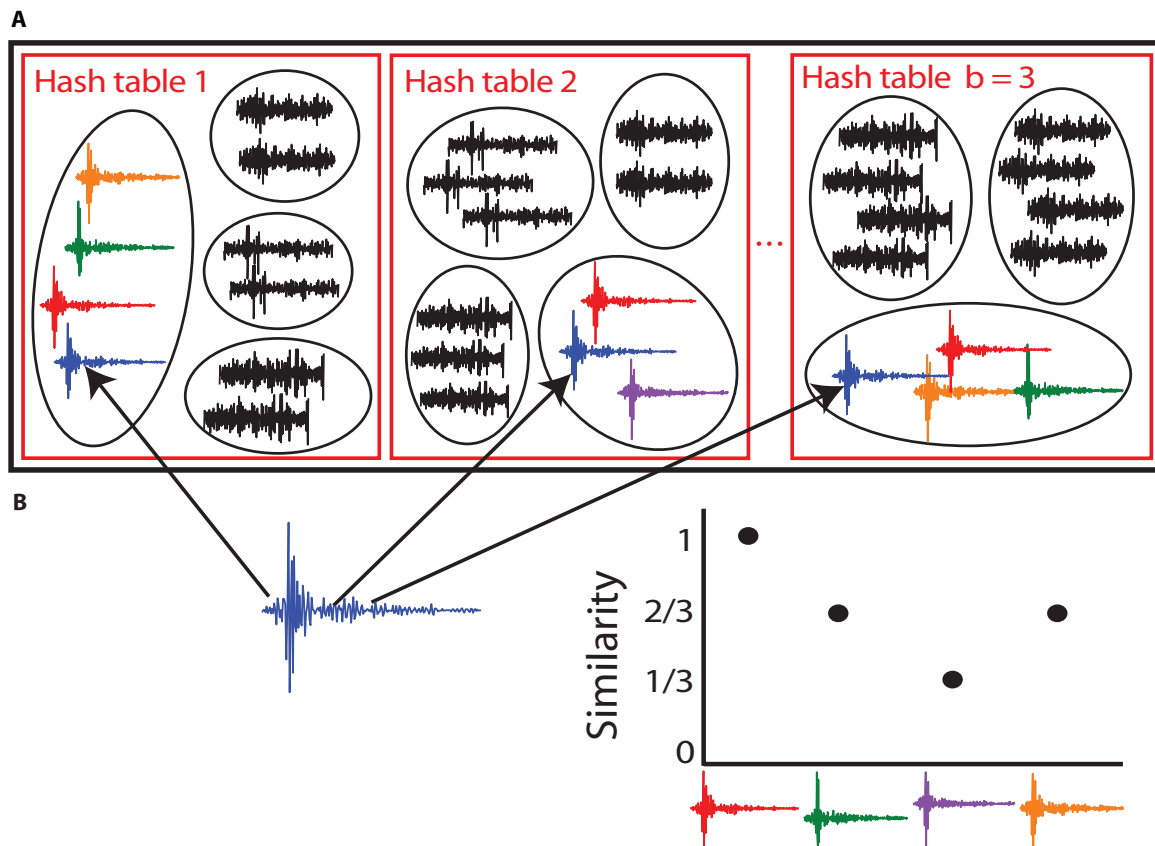 A
Hash table 1
Hash table 2
Hash table b = 3
...
B
Similarity
1
2/3
1/3
0